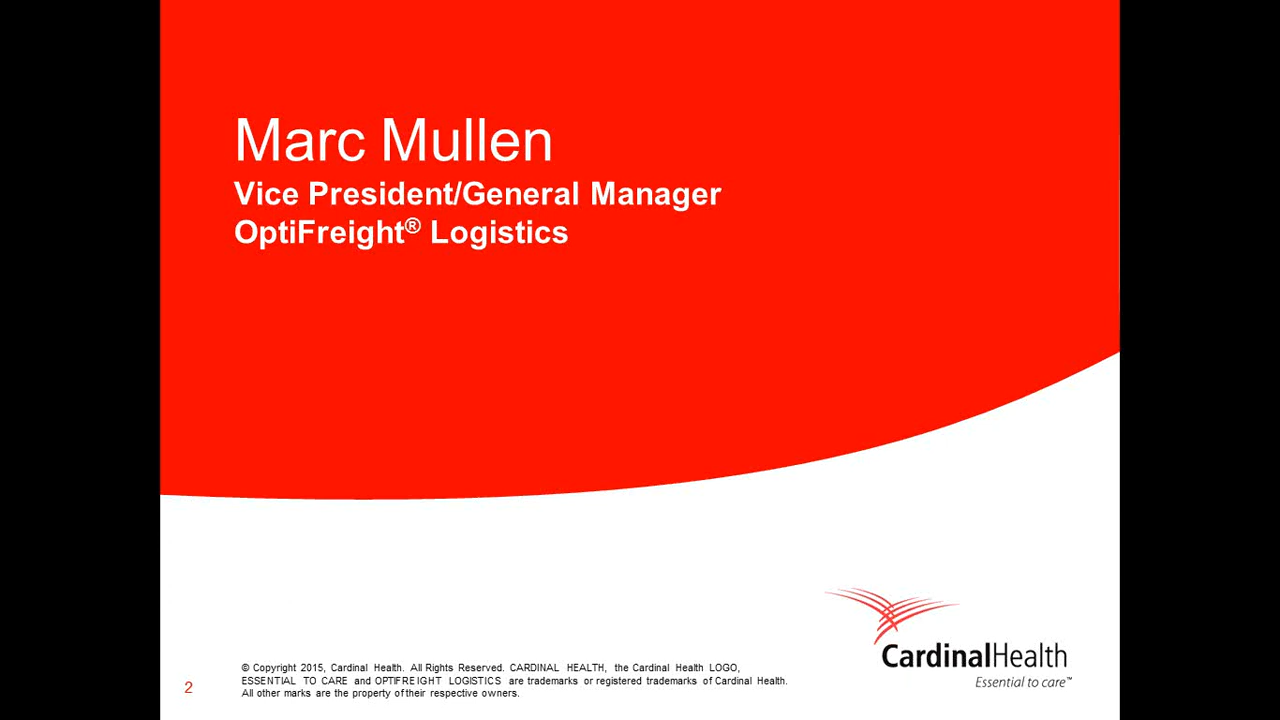 Marc Mullen
Vice President/General Manager
OptiFreight® Logistics
© Copyright 2015, Cardinal Health. All Rights Reserved. CARDINAL HEALTH, the Cardinal Health LOGO,
ESSENTIAL TO CARE and OPTIFREIGHT LOGISTICS are trademarks or registered trademarks of Cardinal Health.
All other marks are the property of their respective owners.
2
CardinalHealth
Essential to care™